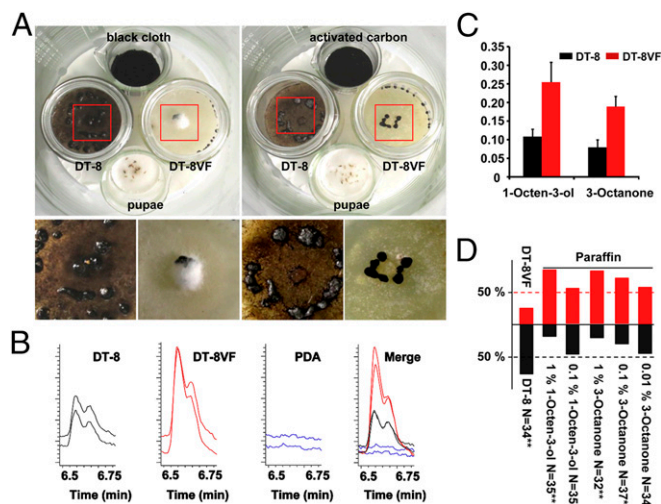 A
black cloth
activated carbon
DT-8
DT-8VF
DT-8
DT-8VF
pupae
pupae
B
DT-8
DT-8VF
PDA
Merge
6.5 6.75
6.5 6.75
6.5 6.75
6.5 6.75
Time (min)
Time (min)
Time (min)
Time (min)
C
DT-8 DT-8VF
0.35
0.30
0.25
0.20
0.15
0.10
0.05
0
1-Octen-3-ol 3-Octanone
D
DT-8VF
Paraffin
50 %
50 %
DT-8 N=34**
1 % 1-Octen-3-ol N=35**
0.1 % 1-Octen-3-ol N=35
1 % 3-Octanone N=32*
0.1 % 3-Octanone N=37*
0.01 % 3-Octanone N=34